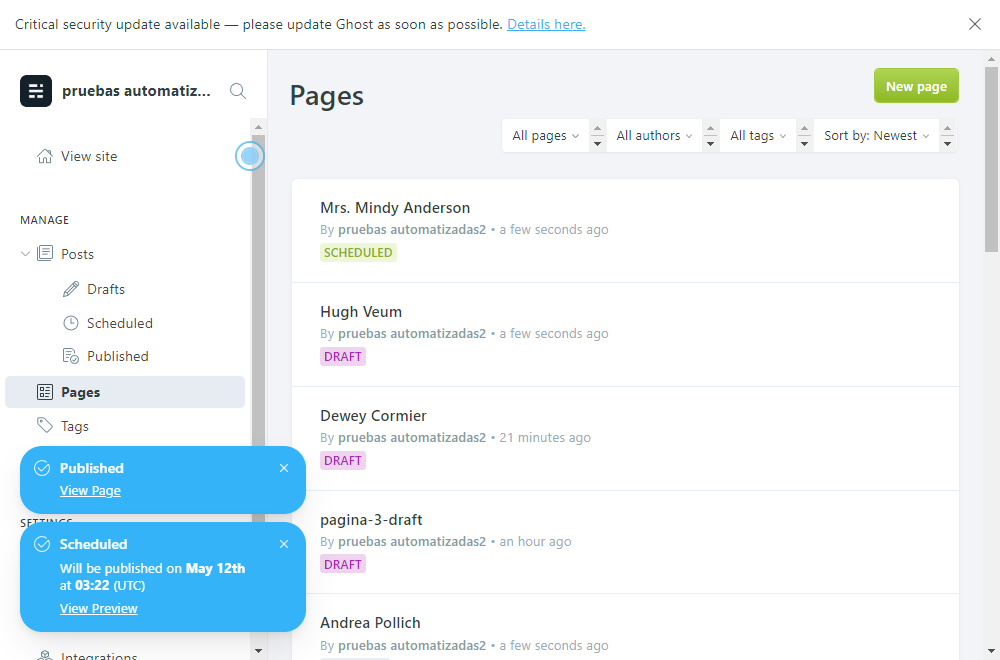 Critical security update available — please update Ghost as soon as possible. Details here.
pruebas automatiz...
View site
MANAGE
Posts
Drafts
Scheduled
Published
Pages
Tags
Published
View Page
SETTINGS
Scheduled
Will be published on May 12th
at 03:22 (UTC)
View Preview
Integrations
Pages
New page
All pages
All authors
All tags
Sort by: Newest
Mrs. Mindy Anderson
By pruebas automatizadas2 • a few seconds ago
SCHEDULED
Hugh Veum
By pruebas automatizadas2 • a few seconds ago
DRAFT
Dewey Cormier
By pruebas automatizadas2 • 21 minutes ago
DRAFT
pagina-3-draft
By pruebas automatizadas2 • an hour ago
DRAFT
Andrea Pollich
By pruebas automatizadas2 • a few seconds ago